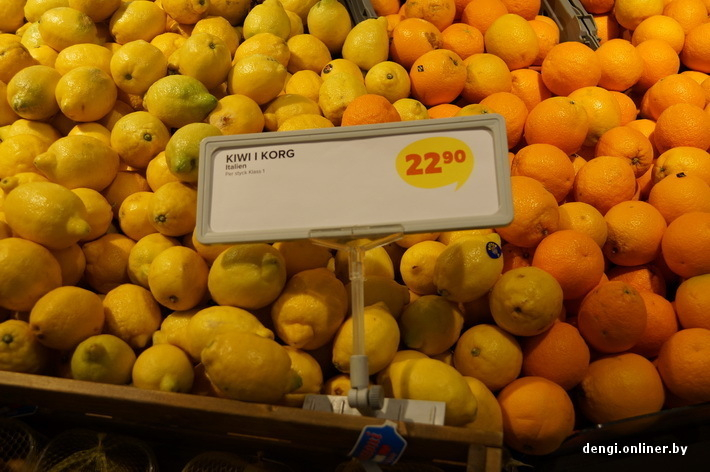 KIWI I KORG
Italien
Per styck Klass 1
22 90
dengi.onliner.by